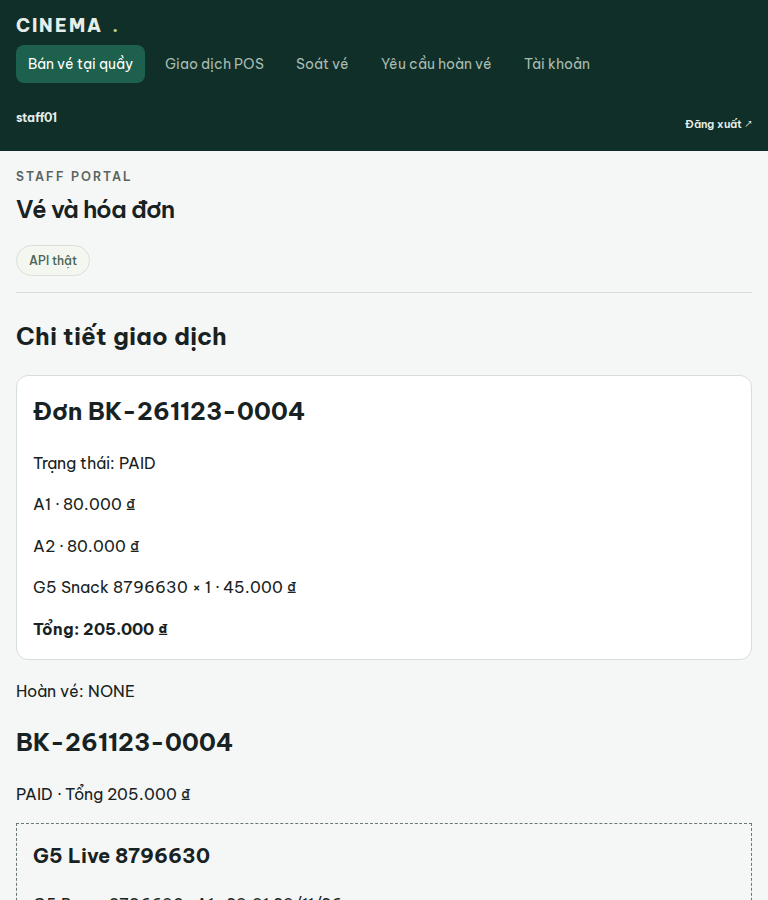 CINEMA .
Bán vé tại quầy Giao dịch POS Soát vé Yêu cầu hoàn vé Tài khoản
staff01
Đăng xuất ↗
STAFF PORTAL
Vé và hóa đơn
API thật
Chi tiết giao dịch
Đơn BK-261123-0004
Trạng thái: PAID
A1 · 80.000 ₫
A2 · 80.000 ₫
G5 Snack 8796630 × 1 · 45.000 ₫
Tổng: 205.000 ₫
Hoàn vé: NONE
BK-261123-0004
PAID · Tổng 205.000 ₫
G5 Live 8796630